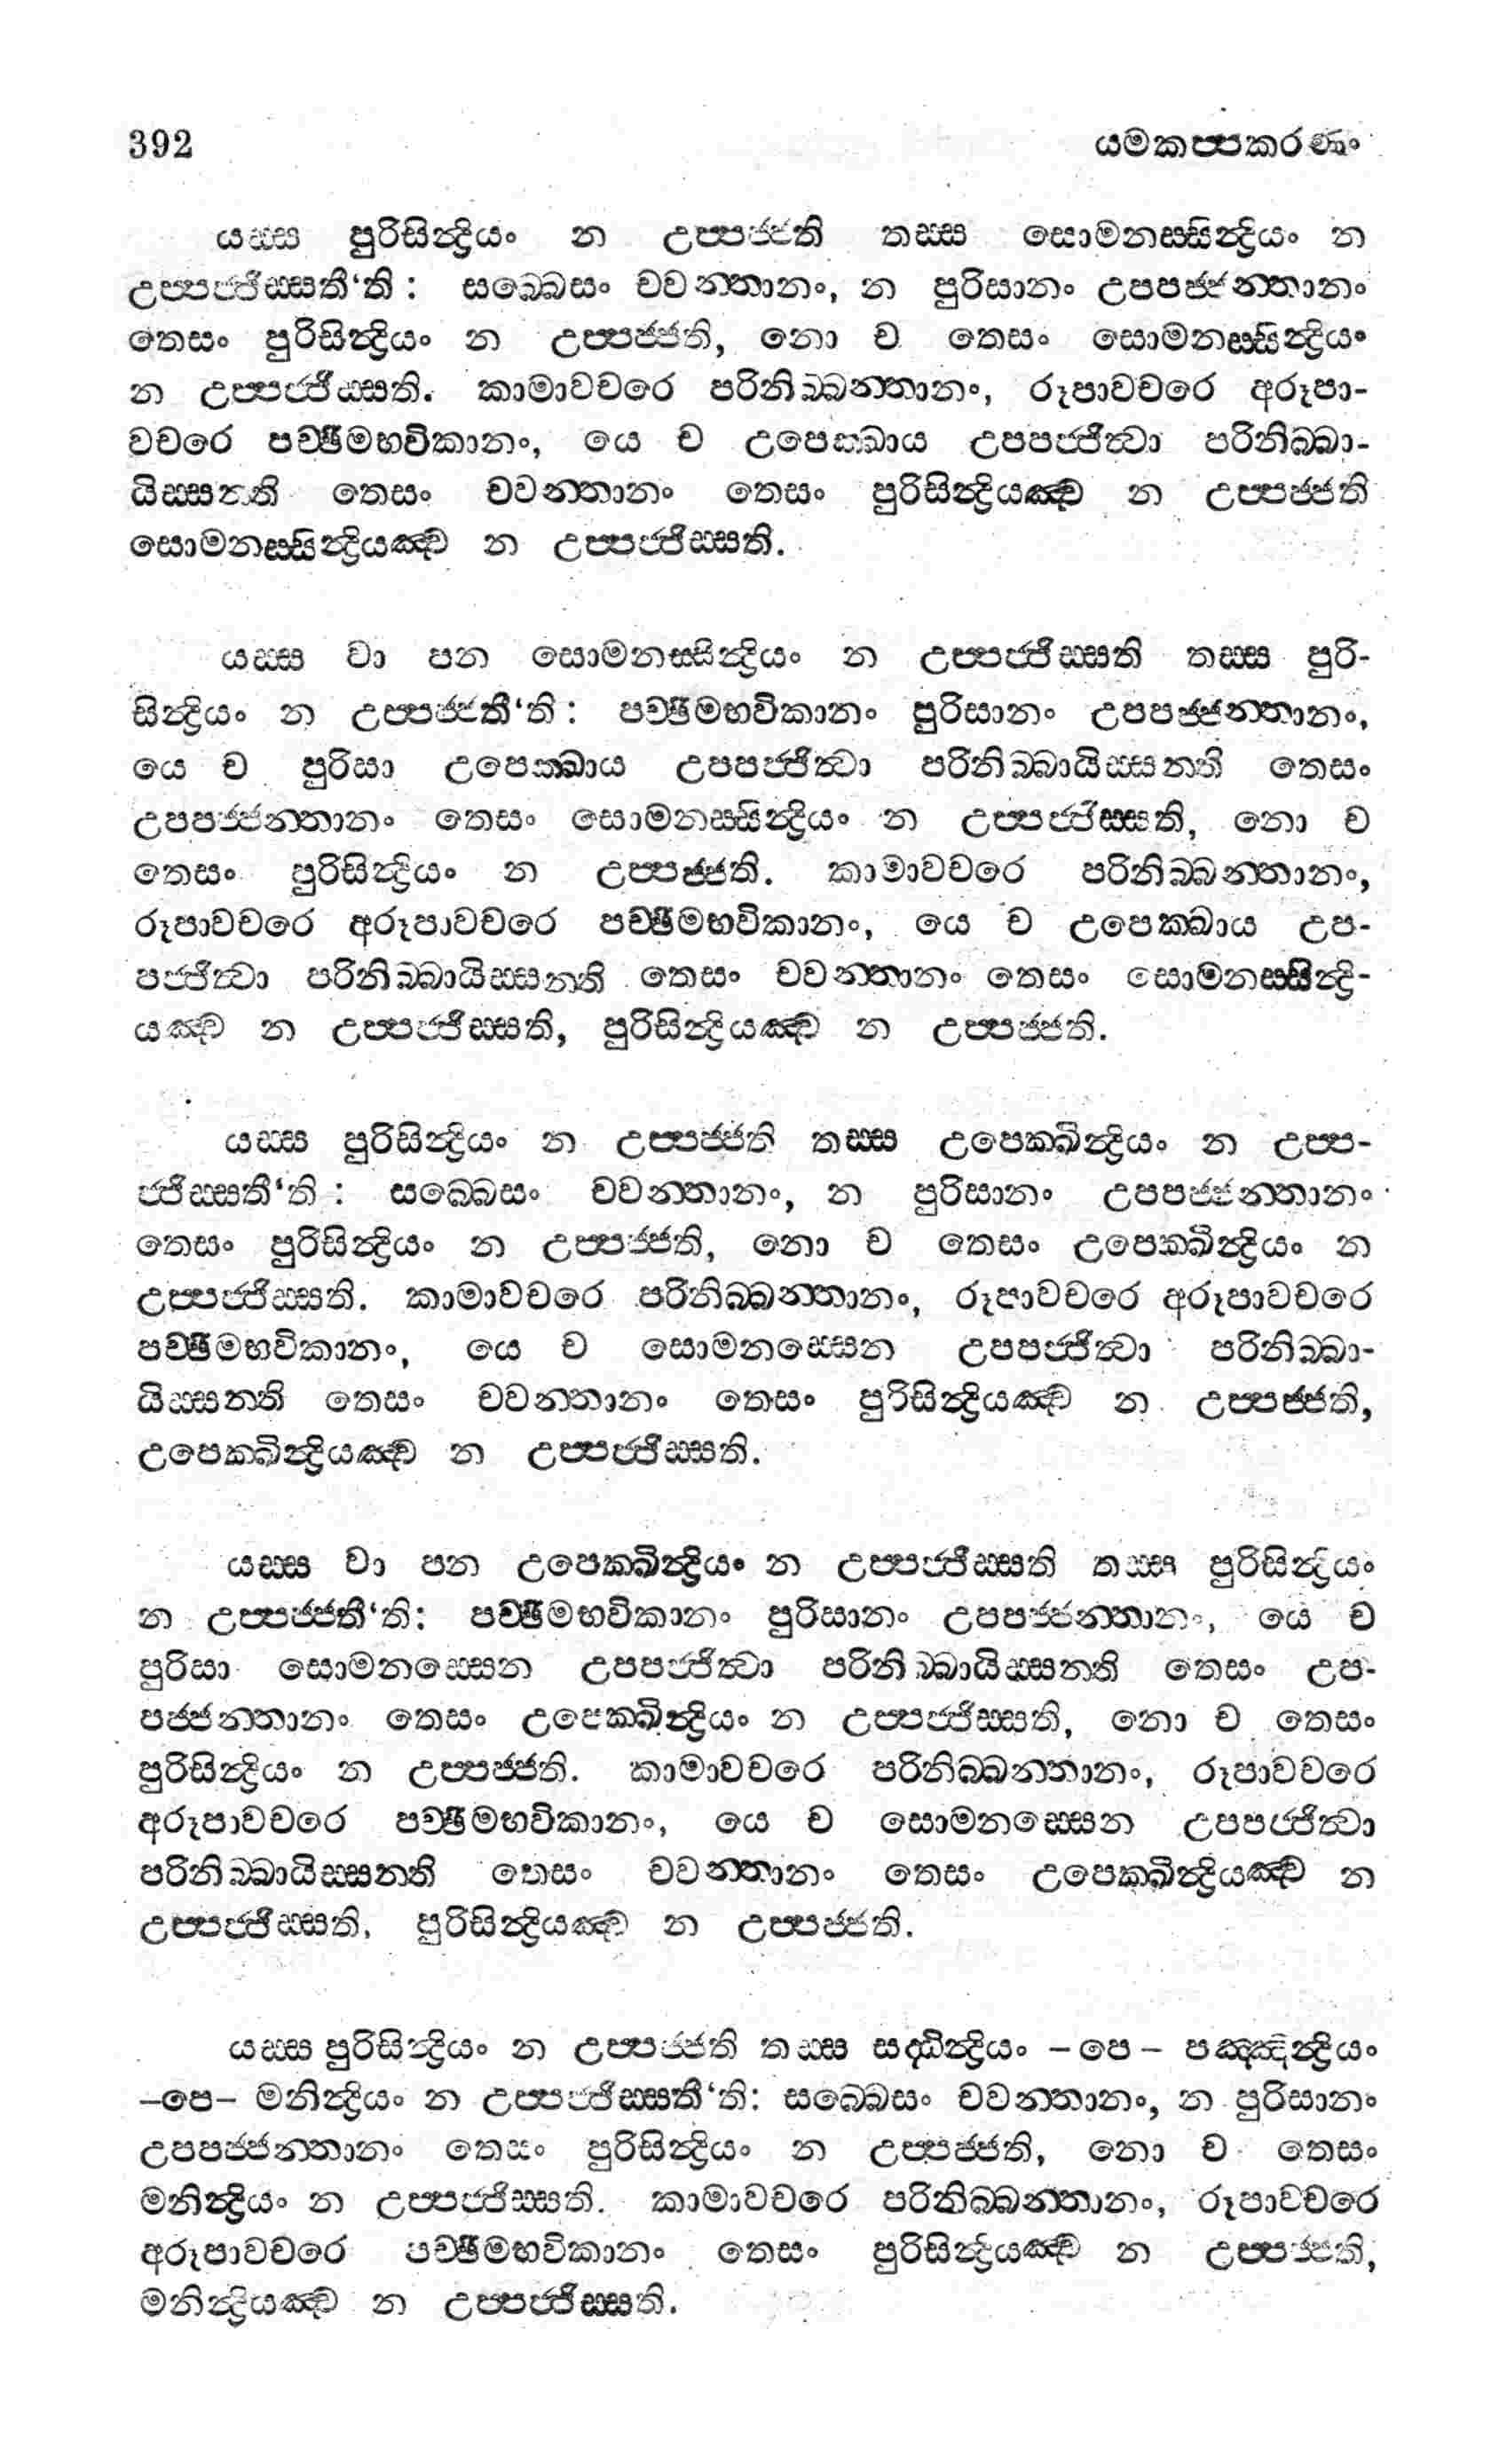 392 යමකප්පකරණං
යස්ස පුරිසින්ද්‍රියං න උප්පජ්ජති තස්ස සොමනස්සින්ද්‍රියං න
උප්පජ්ජිස්සතී‘ති: සබ්බෙසං චවන්තානං, න පුරිසානං උපපජ්ජන්තානං
තෙසං පුරිසින්ද්‍රියං න උප්පජ්ජති, නො ච තෙසං සොමනස්සින්ද්‍රියං
න උප්පජ්ජිස්සති. කාමාවචරෙ පරිනිබ්බන්තානං, රූපාවචරෙ අරූපා-
වචරෙ පච්ඡිමභවිකානං, යෙ ච උපෙක්ඛාය උපපජ්ජිත්වා පරිනිබ්බා-
යිස්සන්ති තෙසං චවන්තානං තෙසං පුරිසින්ද්‍රියඤ්ච න උප්පජ්ජති
සොමනස්සින්ද්‍රියඤ්ච න උප්පජ්ජිස්සති.
යස්ස වා පන සොමනස්සින්ද්‍රියං න උප්පජ්ජිස්සති තස්ස පුරි-
සින්ද්‍රියං න උප්පජ්ජතී‘ති: පච්ඡිමභවිකානං පුරිසානං උපපජ්ජන්තානං,
යෙ ච පුරිසා උපෙක්ඛාය උපපජ්ජිත්වා පරිනිබ්බායිස්සන්ති තෙසං
උපපජ්ජන්තානං තෙසං සොමනස්සින්ද්‍රියං න උප්පජ්ජිස්සති, නො ච
තෙසං පුරිසින්ද්‍රියං න උප්පජ්ජති. කාමාවචරෙ පරිනිබ්බන්තානං,
රූපාවචරෙ අරූපාවචරෙ පච්ඡිමභවිකානං, යෙ ච උපෙක්ඛාය උප-
පජ්ජිත්වා පරිනිබ්බායිස්සන්ති තෙසං චවන්තානං තෙසං සොමනස්සින්ද්‍රි-
යඤ්ච න උප්පජ්ජිස්සති, පුරිසින්ද්‍රියඤ්ච න උප්පජ්ජති.
යස්ස පුරිසින්ද්‍රියං න උප්පජ්ජති තස්ස උපෙක්ඛින්ද්‍රියං න උප්ප-
ජ්ජිස්සතී‘ති: සබ්බෙසං චවන්තානං, න පුරිසානං උපපජ්ජන්තානං
තෙසං පුරිසින්ද්‍රියං න උප්පජ්ජති, නො ච තෙසං උපෙක්ඛින්ද්‍රියං න
උප්පජ්ජිස්සති. කාමාවචරෙ පරිනිබ්බන්තානං, රූපාවචරෙ අරූපාවචරෙ
පච්ඡිමභවිකානං, යෙ ච සොමනස්සෙන උපපජ්ජිත්වා පරිනිබ්බා-
යිස්සන්ති තෙසං චවන්තානං තෙසං පුරිසින්ද්‍රියඤ්ච න උප්පජ්ජති,
උපෙක්ඛින්ද්‍රියඤ්ච න උප්පජ්ජිස්සති.
යස්ස වා පන උපෙක්ඛින්ද්‍රියං න උප්පජ්ජිස්සති තස්ස පුරිසින්ද්‍රියං
න උප්පජ්ජතී‘ති: පච්ඡිමභවිකානං පුරිසානං උපපජ්ජන්තානං, යෙ ච
පුරිසා සොමනස්සෙන උපපජ්ජිත්වා පරිනිබ්බායිස්සන්ති තෙසං උප-
පජ්ජන්තානං තෙසං උපෙක්ඛින්ද්‍රියං න උප්පජ්ජිස්සති, නො ච තෙසං
පුරිසින්ද්‍රියං න උප්පජ්ජති. කාමාවචරෙ පරිනිබ්බන්තානං, රූපාවචරෙ
අරූපාවචරෙ පච්ඡිමභවිකානං, යෙ ච සොමනස්සෙන උපපජ්ජිත්වා
පරිනිබ්බායිස්සන්ති තෙසං චවන්තානං තෙසං උපෙක්ඛින්ද්‍රියඤ්ච න
උප්පජ්ජිස්සති, පුරිසින්ද්‍රියඤ්ච න උප්පජ්ජති.
යස්ස පුරිසින්ද්‍රියං න උප්පජ්ජති තස්ස සද්ධින්ද්‍රියං –පෙ– පඤ්ඤින්ද්‍රියං
–පෙ– මනින්ද්‍රියං න උප්පජ්ජිස්සතී‘ති: සබ්බෙසං චවන්තානං, න පුරිසානං
උපපජ්ජන්තානං තෙසං පුරිසින්ද්‍රියං න උප්පජ්ජති, නො ච තෙසං
මනින්ද්‍රියං න උප්පජ්ජිස්සති. කාමාවචරෙ පරිනිබ්බන්තානං, රූපාවචරෙ
අරූපාවචරෙ පච්ඡිමභවිකානං තෙසං පුරිසින්ද්‍රියඤ්ච න උප්පජ්ජති,
මනින්ද්‍රියඤ්ච න උප්පජ්ජිස්සති.